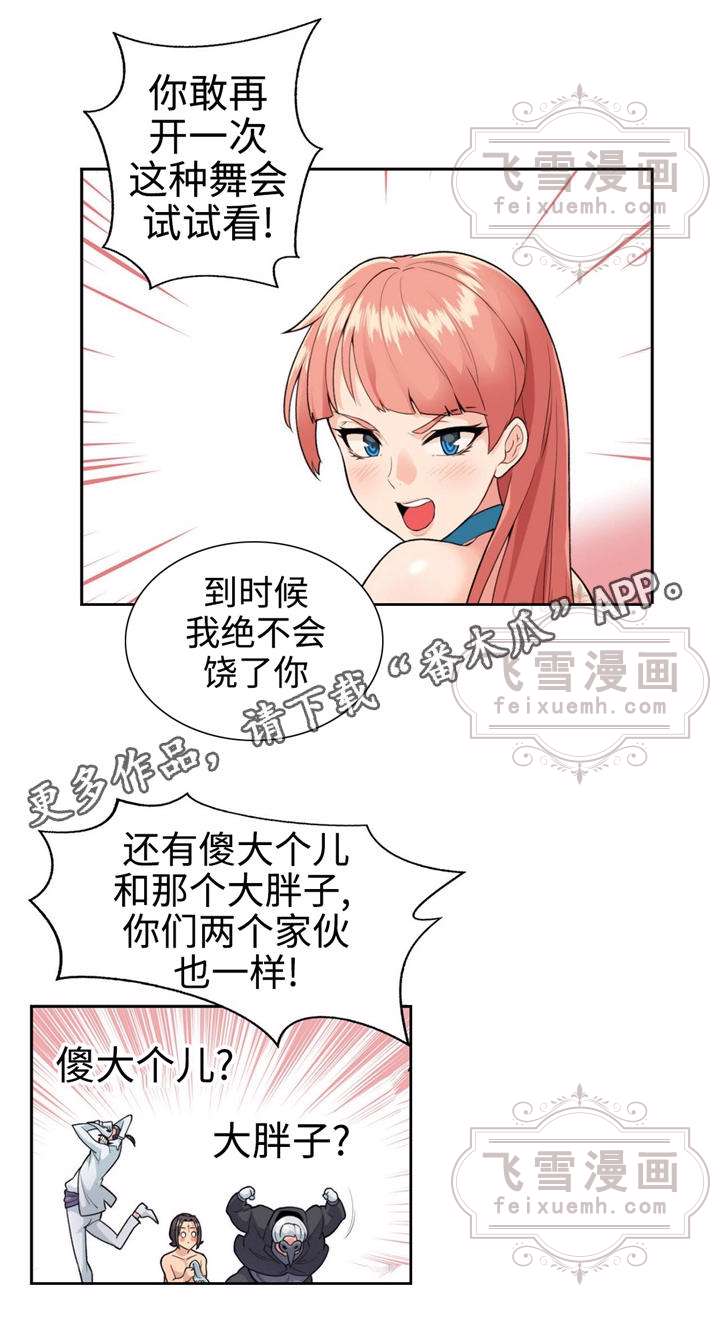 你敢再
开一次
这种舞会
试试看!
飞雪漫画
feixuemh.com
到时候
我绝不会
饶了你
更多作品，请下载“番木瓜”APP。
飞雪漫画
feixuemh.com
还有傻大个儿
和那个大胖子,
你们两个家伙
也一样!
傻大个儿?
大胖子?
飞雪漫画
feixuemh.com